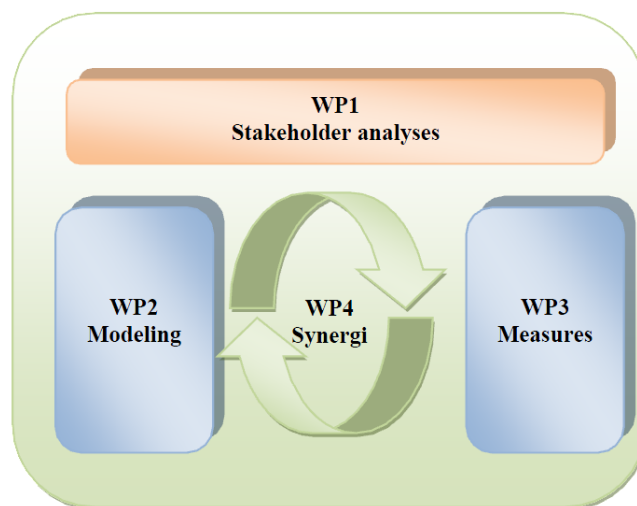 WP1
Stakeholder analyses
WP2
Modeling
WP4
Synergi
WP3
Measures